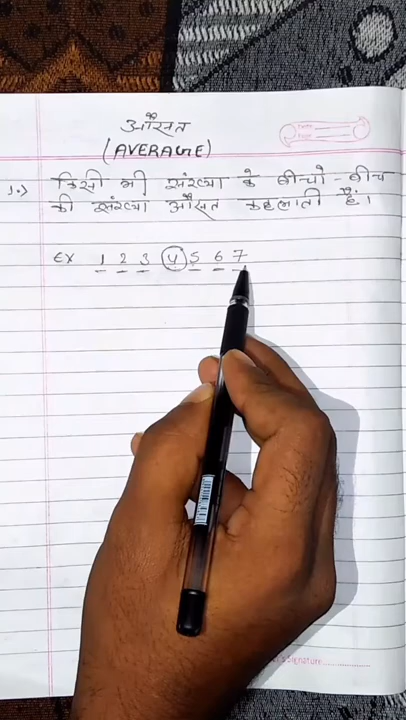 औसत
(AVERAGE)
1.) किसी भी संख्या के बीचो-बीच
की संख्या औसत कहलाती है।
EX 1 2 3 4 5 6 7